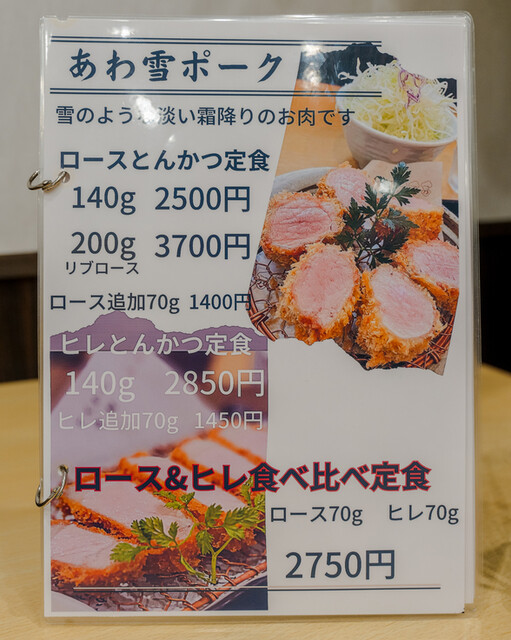 あわ雪ポーク
雪のような淡い霜降りのお肉です
ロースとんかつ定食
140g 2500円
200g 3700円
リブロース
ロース追加70g 1400円
ヒレとんかつ定食
140g 2850円
ヒレ追加70g 1450円
ロース&ヒレ食べ比べ定食
ロース70g ヒレ70g
2750円